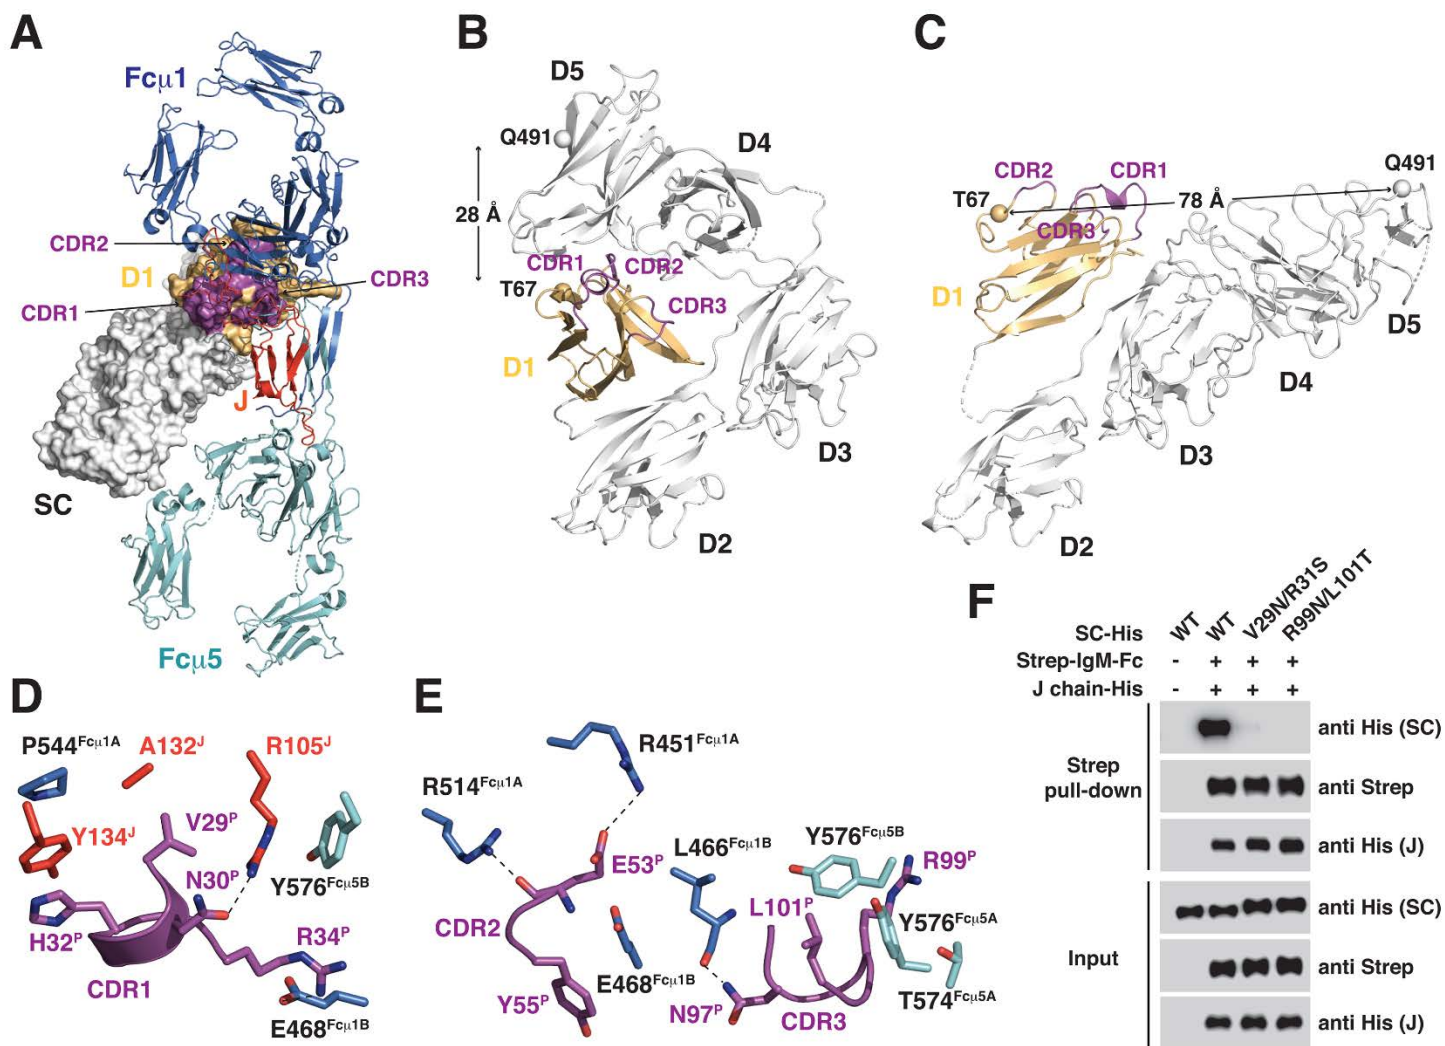 A
Fcμ1
CDR2
D1
CDR3
CDR1
J
SC
Fcμ5
B
D5
Q491
D4
28 Å
CDR1
CDR2
T67
CDR3
D1
D3
D2
C
CDR2
CDR1
Q491
T67
78 Å
CDR3
D1
D5
D4
D3
D2
D
P544Fcμ1A
A132J
R105J
V29P
Y134J
N30P
Y576Fcμ5B
H32P
R34P
CDR1
E468Fcμ1B
E
R451Fcμ1A
R514Fcμ1A
L466Fcμ1B
Y576Fcμ5B
E53P
R99P
L101P
CDR2
Y576Fcμ5A
E468Fcμ1B
Y55P
N97P
CDR3
T574Fcμ5A
F
SC-His WT WT V29N/R31S R99N/L101T
Strep-IgM-Fc - + + +
J chain-His - + + +
Strep pull-down
anti His (SC)
anti Strep
anti His (J)
Input
anti His (SC)
anti Strep
anti His (J)